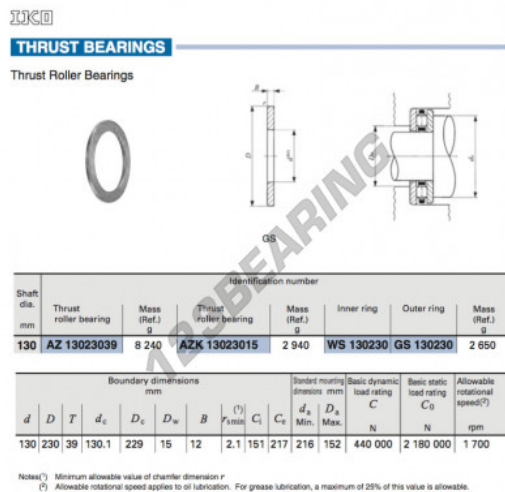 IKO
THRUST BEARINGS
Thrust Roller Bearings
B
r
D
GS
123BEARING
Identification number
Shaft dia. mm Thrust roller bearing Mass (Ref.) g Thrust roller bearing Mass (Ref.) g Inner ring Outer ring Mass (Ref.) g
130 AZ 13023039 8 240 AZK 13023015 2 940 WS 130230 GS 130230 2 650
Boundary dimensions mm Standard mounting dimensions mm Basic dynamic load rating C N Basic static load rating C₀ N Allowable rotational speed(²) rpm
d D T dc Dc Dw B rs min(¹) Ci Ce da Min. Da Max.
130 230 39 130.1 229 15 12 2.1 151 217 216 152 440 000 2 180 000 1 700
Notes(¹) Minimum allowable value of chamfer dimension r
(²) Allowable rotational speed applies to oil lubrication. For grease lubrication, a maximum of 25% of this value is allowable.